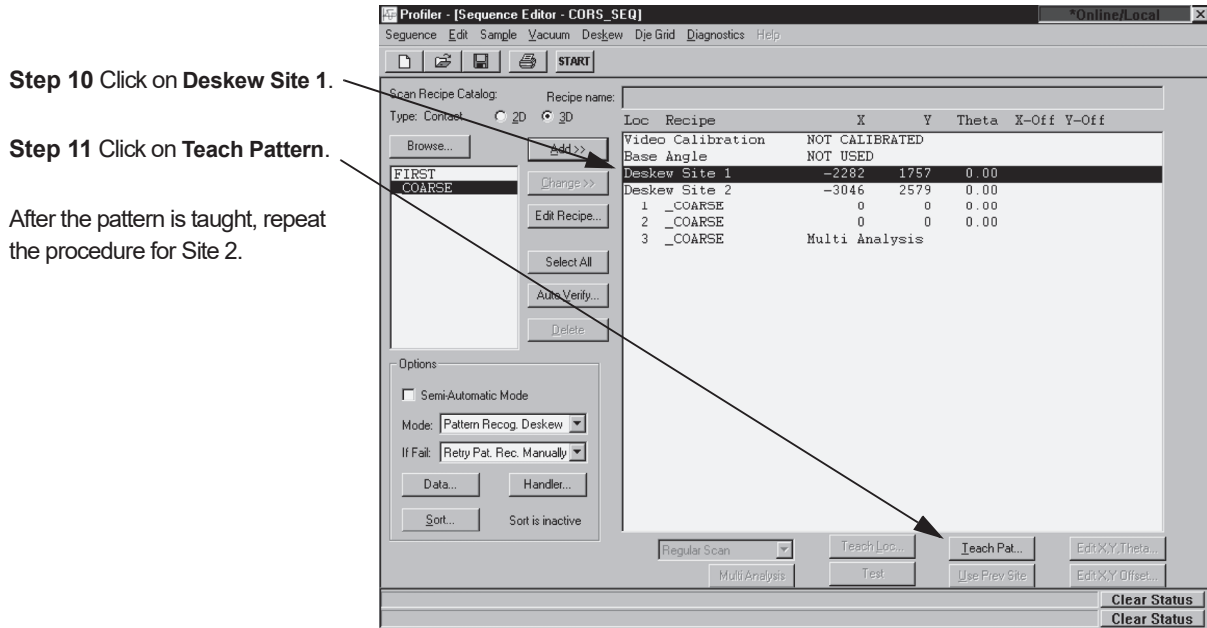 Step 10 Click on Deskew Site 1.
Step 11 Click on Teach Pattern.
After the pattern is taught, repeat
the procedure for Site 2.
Profiler - [Sequence Editor - CORS_SEQ]
*Online/Local X
Sequence Edit Sample Vacuum Deskew Die Grid Diagnostics Help
START
Scan Recipe Catalog:
Recipe name:
Type: Contact 2D 3D
Loc Recipe X Y Theta X-Off Y-Off
Browse...
Add >>
FIRST
_COARSE
Change >>
Edit Recipe...
Select All
Auto Verify...
Delete
Video Calibration NOT CALIBRATED
Base Angle NOT USED
Deskew Site 1 -2282 1757 0.00
Deskew Site 2 -3046 2579 0.00
1 _COARSE 0 0 0.00
2 _COARSE 0 0 0.00
3 _COARSE Multi Analysis
Options
Semi-Automatic Mode
Mode: Pattern Recog. Deskew
If Fail: Retry Pat. Rec. Manually
Data... Handler...
Sort... Sort is inactive
Regular Scan Teach Loc... Teach Pat... Edit X,Y,Theta...
Multi Analysis Test Use Prev Site Edit X,Y Offset...
Clear Status
Clear Status